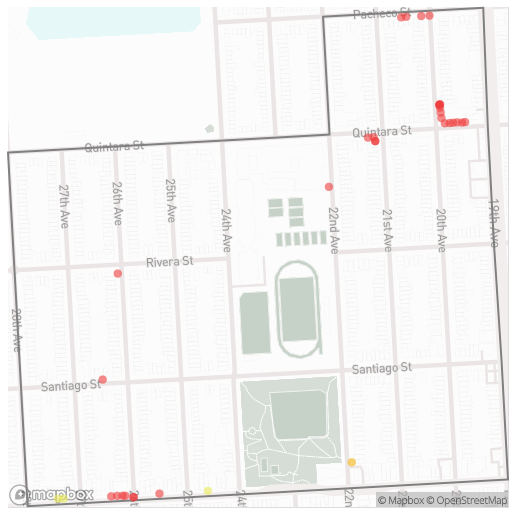 Pacheco St
Quintara St
Quintara St
27th Ave
26th Ave
25th Ave
24th Ave
22nd Ave
21st Ave
20th Ave
19th Ave
Rivera St
28th Ave
Santiago St
Santiago St
mapbox
© Mapbox © OpenStreetMap